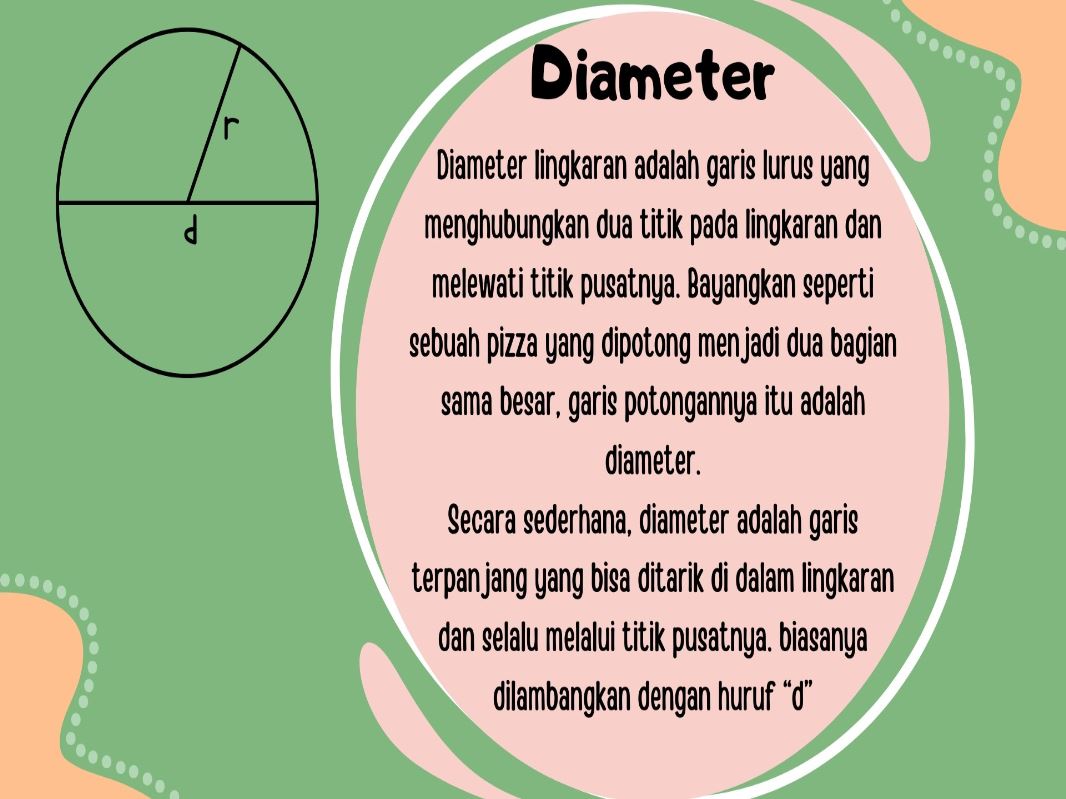 r
d
Diameter
Diameter lingkaran adalah garis lurus yang
menghubungkan dua titik pada lingkaran dan
melewati titik pusatnya. Bayangkan seperti
sebuah pizza yang dipotong menjadi dua bagian
sama besar, garis potongannya itu adalah
diameter.
Secara sederhana, diameter adalah garis
terpanjang yang bisa ditarik di dalam lingkaran
dan selalu melalui titik pusatnya. biasanya
dilambangkan dengan huruf “d”